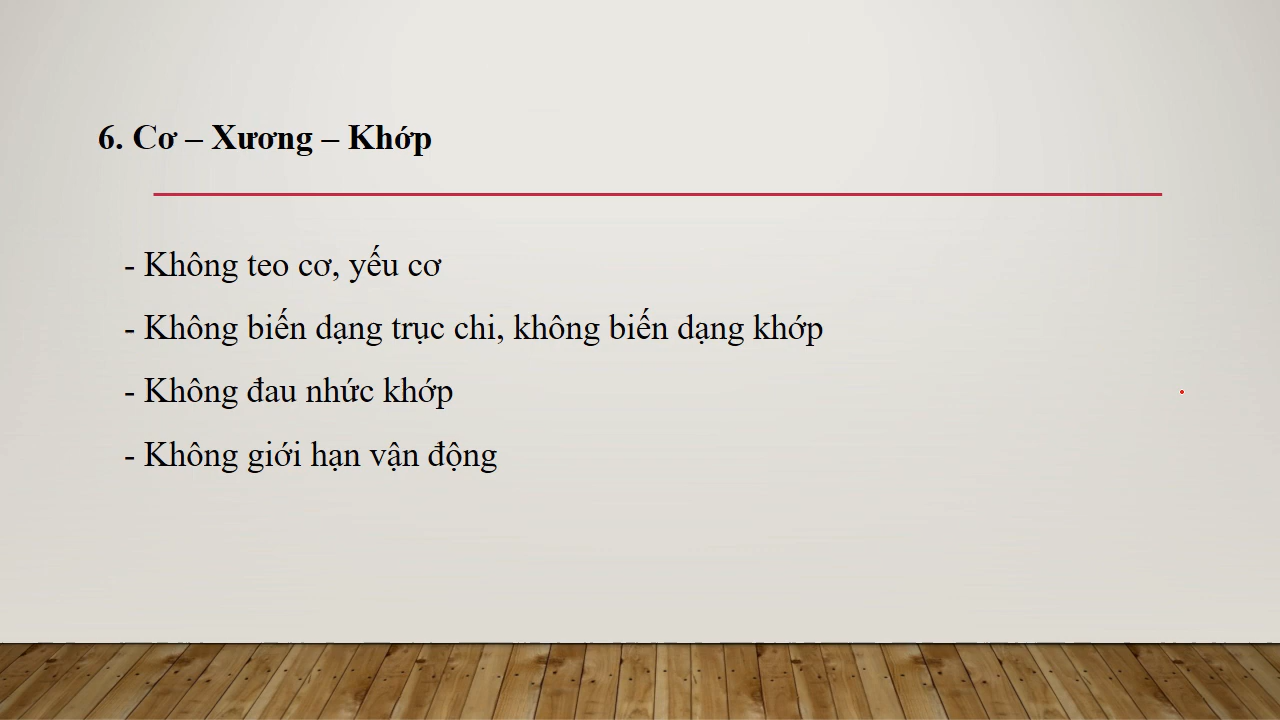 6. Cơ – Xương – Khớp
- Không teo cơ, yếu cơ
- Không biến dạng trục chi, không biến dạng khớp
- Không đau nhức khớp
- Không giới hạn vận động